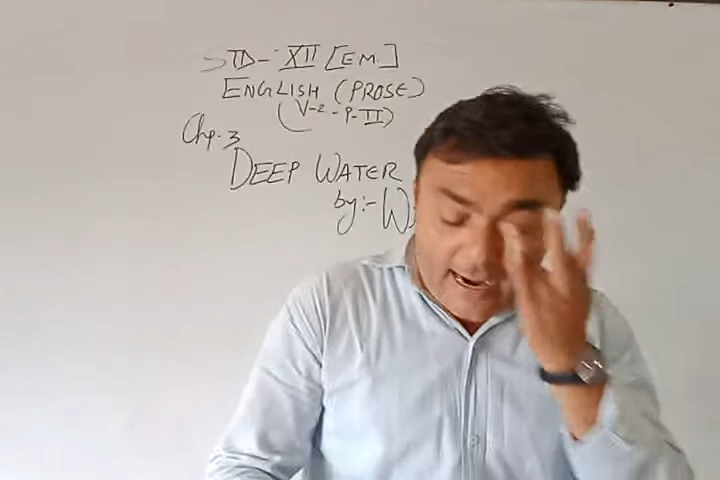 STD- XII [EM.]
ENGLISH (PROSE)
(V-2 - P-II)
Chp. 3
DEEP WATER
by:- W